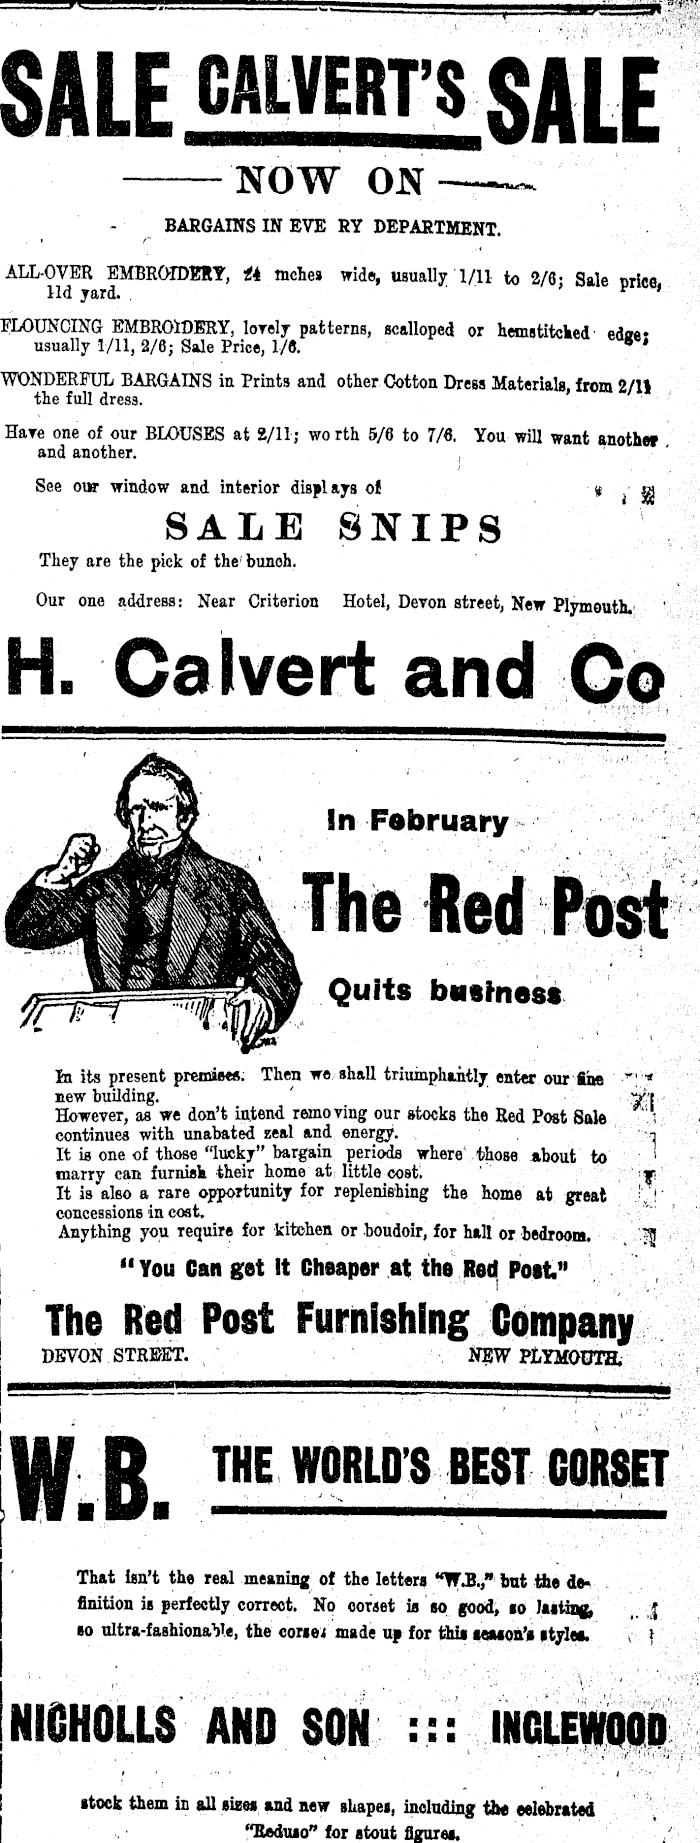 SALE CALVERT'S SALE
NOW ON
BARGAINS IN EVERY DEPARTMENT.
ALL-OVER EMBROIDERY, 24 inches wide, usually 1/11 to 2/6; Sale price,
11d yard.
FLOUNCING EMBROIDERY, lovely patterns, scalloped or hemstitched edge;
usually 1/11, 2/6; Sale Price, 1/6.
WONDERFUL BARGAINS in Prints and other Cotton Dress Materials, from 2/11
the full dress.
Have one of our BLOUSES at 2/11; worth 5/6 to 7/6. You will want another
and another.
See our window and interior displays of
SALE SNIPS
They are the pick of the bunch.
Our one address: Near Criterion Hotel, Devon street, New Plymouth.
H. Calvert and Co
In February
The Red Post
Quits business
In its present premises. Then we shall triumphantly enter our fine
new building.
However, as we don't intend removing our stocks the Red Post Sale
continues with unabated zeal and energy.
It is one of those "lucky" bargain periods where those about to
marry can furnish their home at little cost.
It is also a rare opportunity for replenishing the home at great
concessions in cost.
Anything you require for kitchen or boudoir, for hall or bedroom.
"You Can get it Cheaper at the Red Post."
The Red Post Furnishing Company
DEVON STREET. NEW PLYMOUTH.
W.B. THE WORLD'S BEST CORSET
That isn't the real meaning of the letters "W.B.," but the de-
finition is perfectly correct. No corset is so good, so lasting,
so ultra-fashionable, the corset made up for this season's styles.
NICHOLLS AND SON ::: INGLEWOOD
stock them in all sizes and new shapes, including the celebrated
"Reduso" for stout figures.